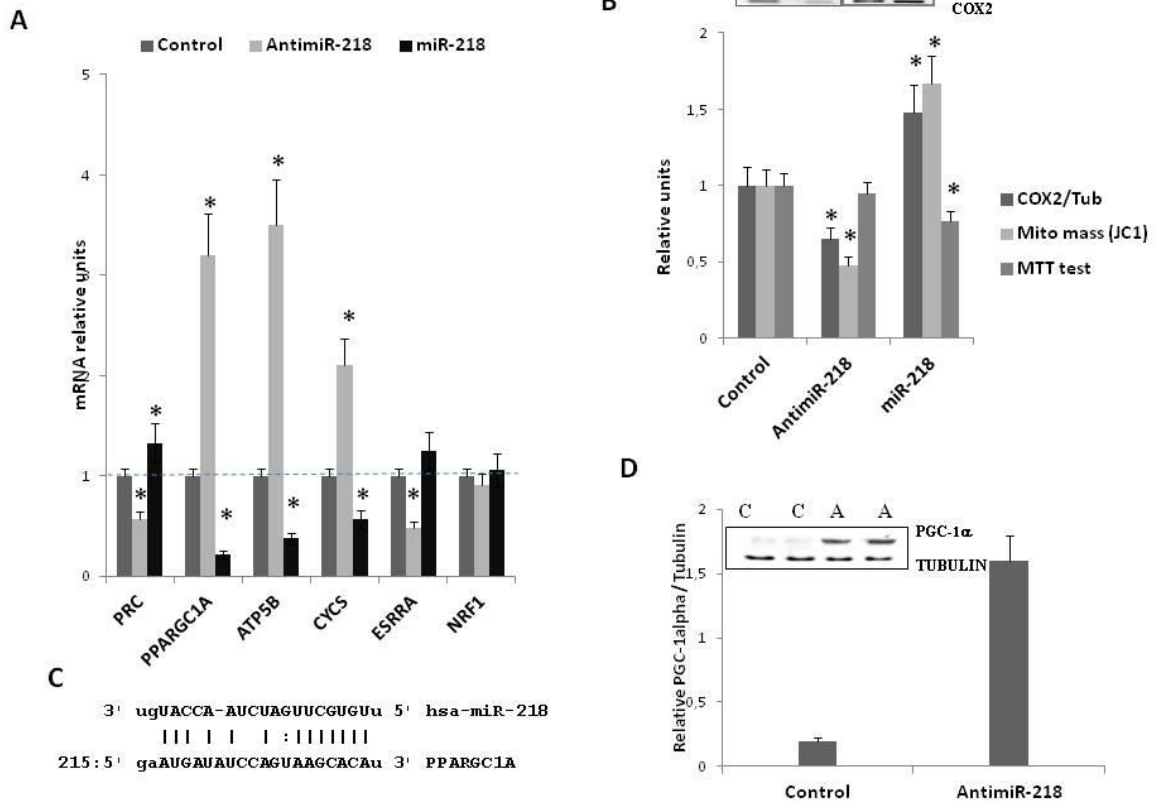 A
Control AntimiR-218 miR-218
mRNA relative units
5
4
3
2
1
0
PRC
PPARGC1A
ATP5B
CYCS
ESRRA
NRF1
* * * * * * * * * *
B
COX2
Relative units
2
1,5
1
0,5
0
* * * * *
Control
AntimiR-218
miR-218
COX2/Tub
Mito mass (JC1)
MTT test
C
3' ugUACCA-AUCUAGUUCGUGUu 5' hsa-miR-218
||| | | | :|||||||
215:5' gaAUGAUAUCCAGUAAGCACAu 3' PPARGC1A
D
Relative PGC-1alpha/Tubulin
2
1,5
1
0,5
0
C C A A
PGC-1α
TUBULIN
Control
AntimiR-218